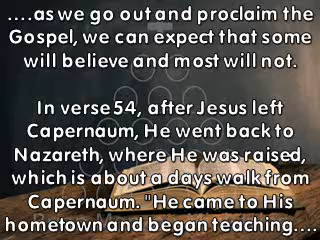 ....as we go out and proclaim the
Gospel, we can expect that some
will believe and most will not.
In verse 54, after Jesus left
Capernaum, He went back to
Nazareth, where He was raised,
which is about a days walk from
Capernaum. "He came to His
hometown and began teaching....